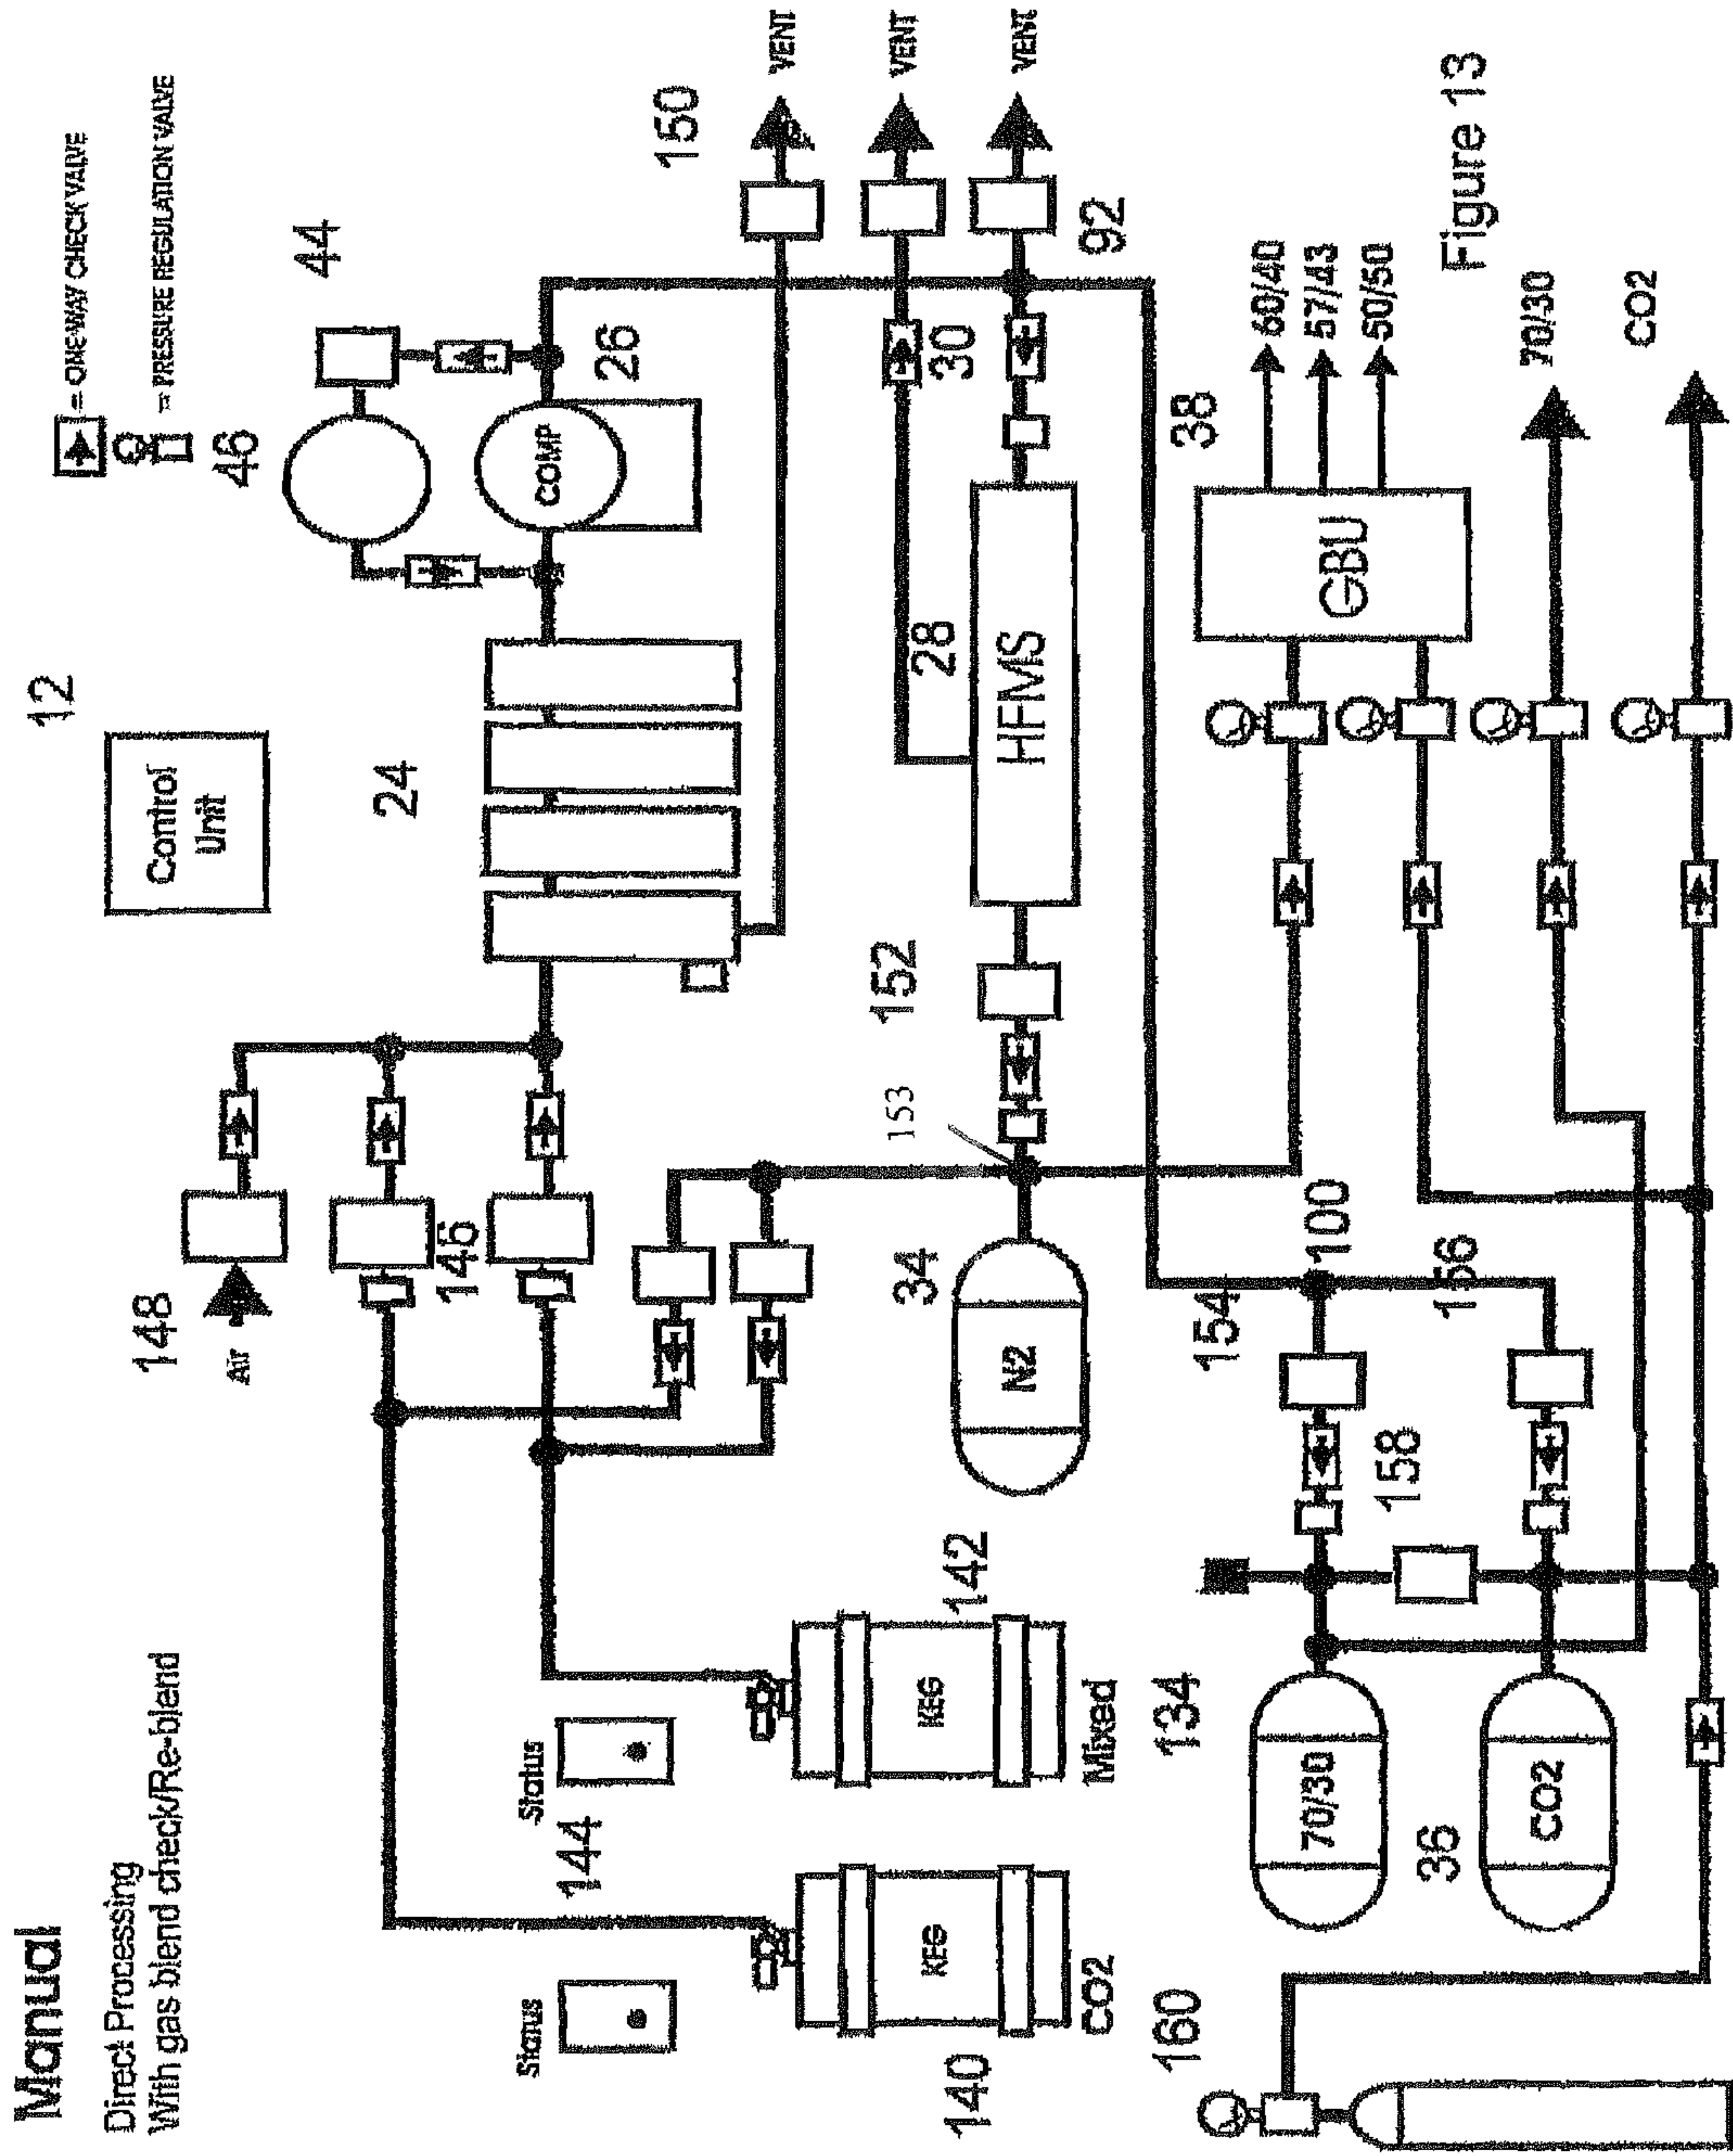 Manual
Direct Processing
With gas blend check/Re-blend
12
Control
Unit
= ONE-WAY CHECK VALVE
= PRESSURE REGULATION VALVE
46
44
148
Air
24
COMP
26
146
150
VENT
VENT
VENT
Status
144
Status
152
153
28
HFMS
30
92
34
N2
142
KEG
Mixed
140
KEG
CO2
134
70/30
36
CO2
154
100
156
158
160
38
GBU
60/40
57/43
50/50
70/30
CO2
Figure 13